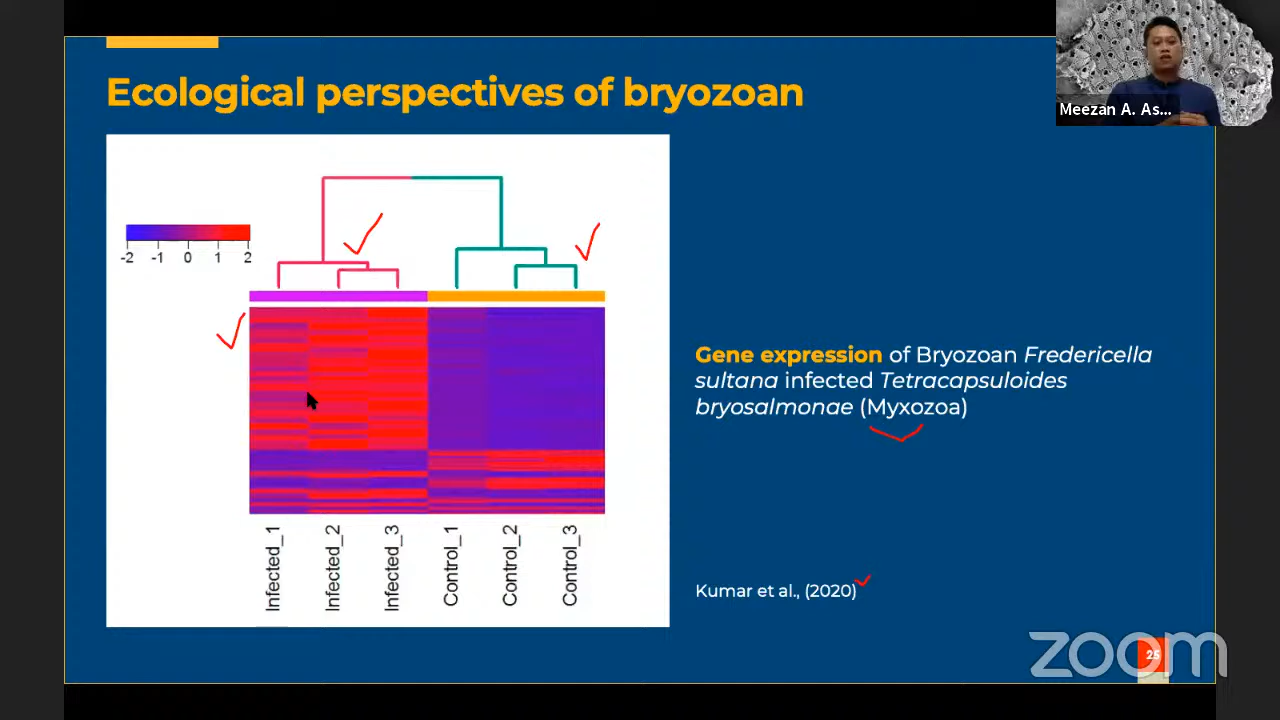 Ecological perspectives of bryozoan
Meezan A. As...
-2 -1 0 1 2
Infected_1
Infected_2
Infected_3
Control_1
Control_2
Control_3
Gene expression of Bryozoan Fredericella
sultana infected Tetracapsuloides
bryosalmonae (Myxozoa)
Kumar et al., (2020)
25
zoom